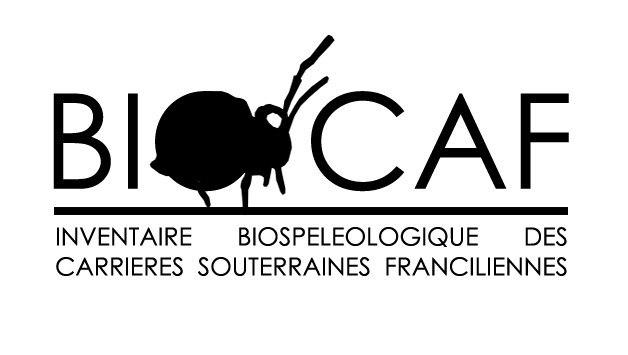 BIOCAF
INVENTAIRE BIOSPELEOLOGIQUE DES
CARRIERES SOUTERRAINES FRANCILIENNES